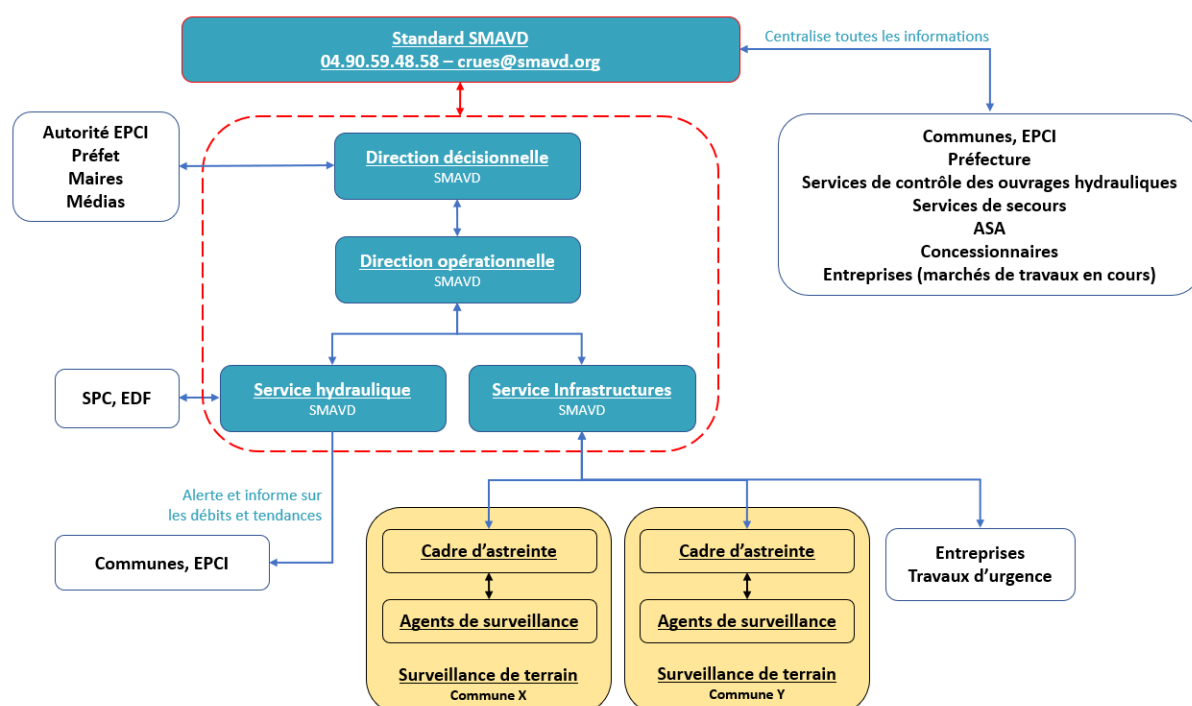 Standard SMAVD
04.90.59.48.58 – crues@smavd.org
Centralise toutes les informations
Autorité EPCI
Préfet
Maires
Médias
Direction décisionnelle
SMAVD
Communes, EPCI
Préfecture
Services de contrôle des ouvrages hydrauliques
Services de secours
ASA
Concessionnaires
Entreprises (marchés de travaux en cours)
Direction opérationnelle
SMAVD
SPC, EDF
Service hydraulique
SMAVD
Service Infrastructures
SMAVD
Alerte et informe sur
les débits et tendances
Communes, EPCI
Cadre d'astreinte
Agents de surveillance
Surveillance de terrain
Commune X
Cadre d'astreinte
Agents de surveillance
Surveillance de terrain
Commune Y
Entreprises
Travaux d'urgence